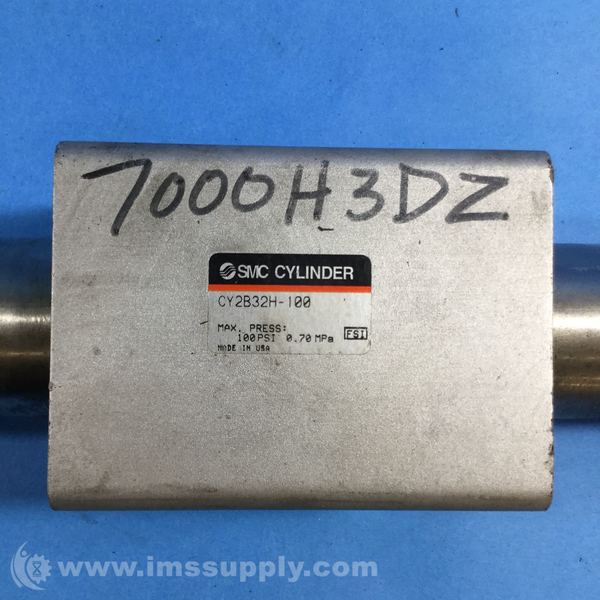 7000H3DZ
SMC CYLINDER
CY2B32H-100
MAX. PRESS:
100PSI 0.70 MPa FSI
MADE IN USA
www.imssupply.com